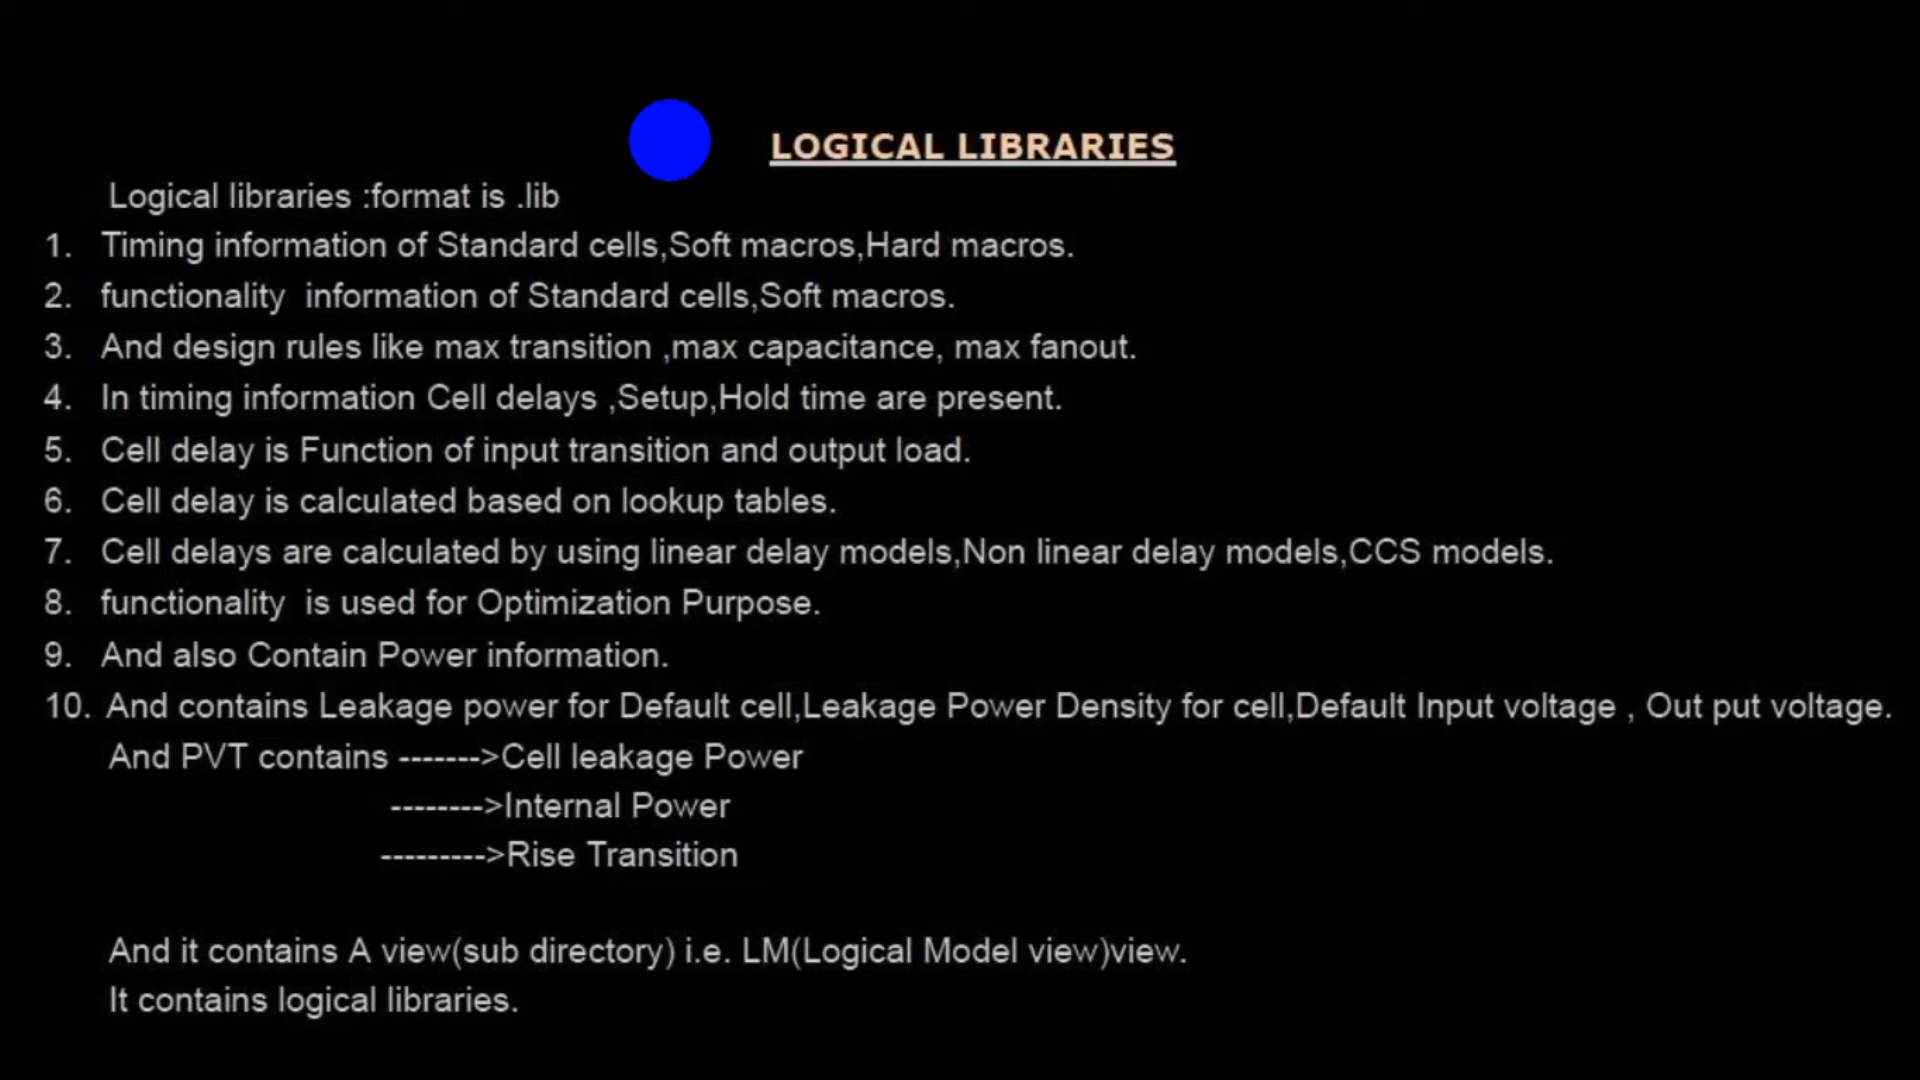 LOGICAL LIBRARIES
Logical libraries :format is .lib
1. Timing information of Standard cells,Soft macros,Hard macros.
2. functionality  information of Standard cells,Soft macros.
3. And design rules like max transition ,max capacitance, max fanout.
4. In timing information Cell delays ,Setup,Hold time are present.
5. Cell delay is Function of input transition and output load.
6. Cell delay is calculated based on lookup tables.
7. Cell delays are calculated by using linear delay models,Non linear delay models,CCS models.
8. functionality  is used for Optimization Purpose.
9. And also Contain Power information.
10. And contains Leakage power for Default cell,Leakage Power Density for cell,Default Input voltage , Out put voltage.
And PVT contains ------->Cell leakage Power
-------->Internal Power
--------->Rise Transition
And it contains A view(sub directory) i.e. LM(Logical Model view)view.
It contains logical libraries.